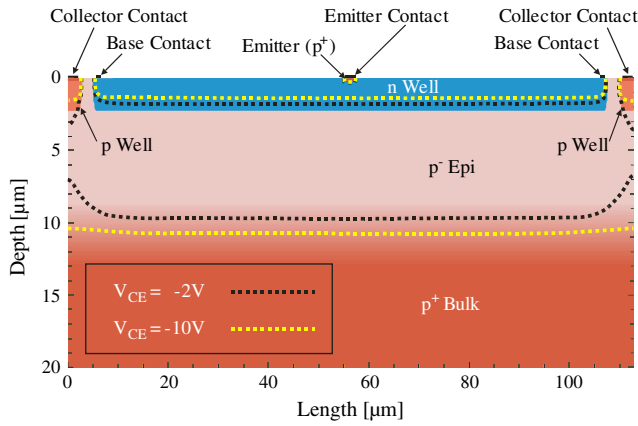 Collector Contact
Emitter Contact
Collector Contact
Base Contact
Emitter (p+)
Base Contact
0
n Well
p Well
p Well
5
p- Epi
10
Depth [µm]
VCE = -2V
p+ Bulk
15
VCE = -10V
20
0
20
40
60
80
100
Length [µm]